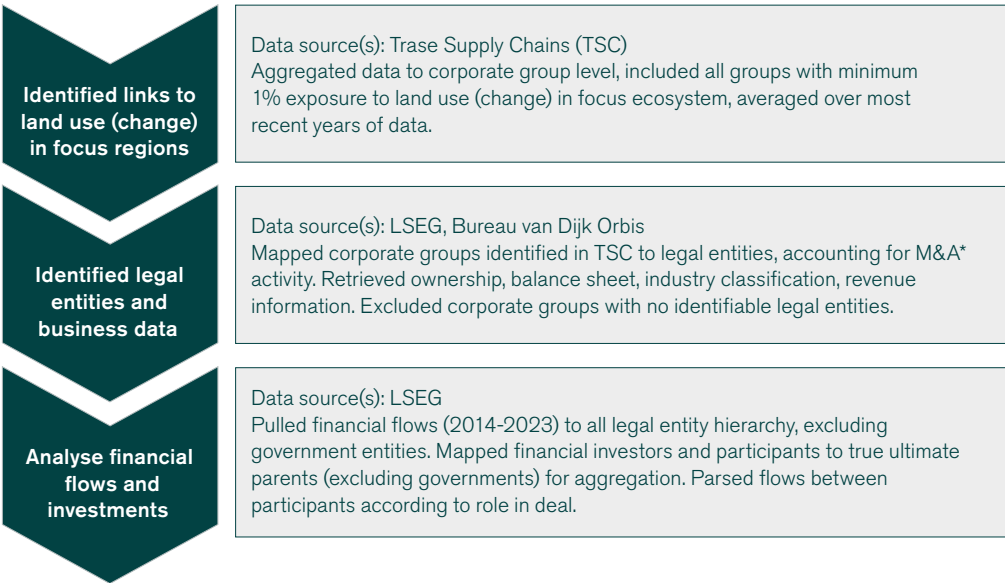 Identified links to
land use (change)
in focus regions
Data source(s): Trase Supply Chains (TSC)
Aggregated data to corporate group level, included all groups with minimum
1% exposure to land use (change) in focus ecosystem, averaged over most
recent years of data.
Identified legal
entities and
business data
Data source(s): LSEG, Bureau van Dijk Orbis
Mapped corporate groups identified in TSC to legal entities, accounting for M&A*
activity. Retrieved ownership, balance sheet, industry classification, revenue
information. Excluded corporate groups with no identifiable legal entities.
Analyse financial
flows and
investments
Data source(s): LSEG
Pulled financial flows (2014-2023) to all legal entity hierarchy, excluding
government entities. Mapped financial investors and participants to true ultimate
parents (excluding governments) for aggregation. Parsed flows between
participants according to role in deal.